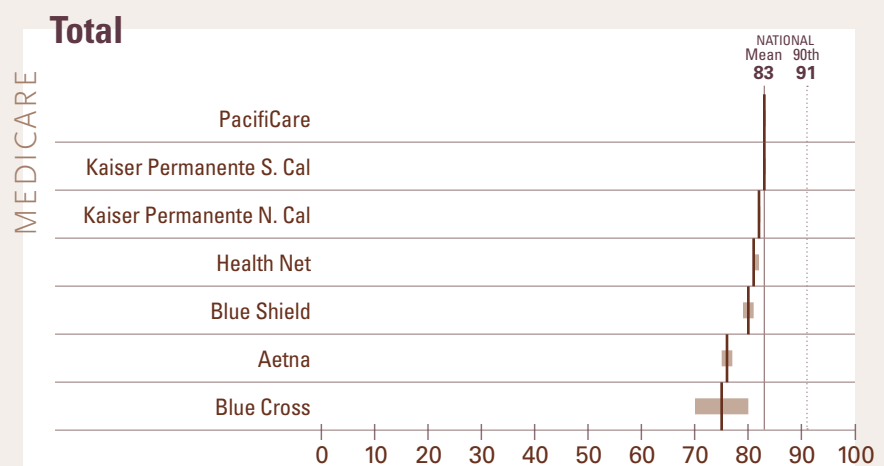 Total
NATIONAL
Mean 90th
83 91
MEDICARE
PacifiCare
Kaiser Permanente S. Cal
Kaiser Permanente N. Cal
Health Net
Blue Shield
Aetna
Blue Cross
0 10 20 30 40 50 60 70 80 90 100